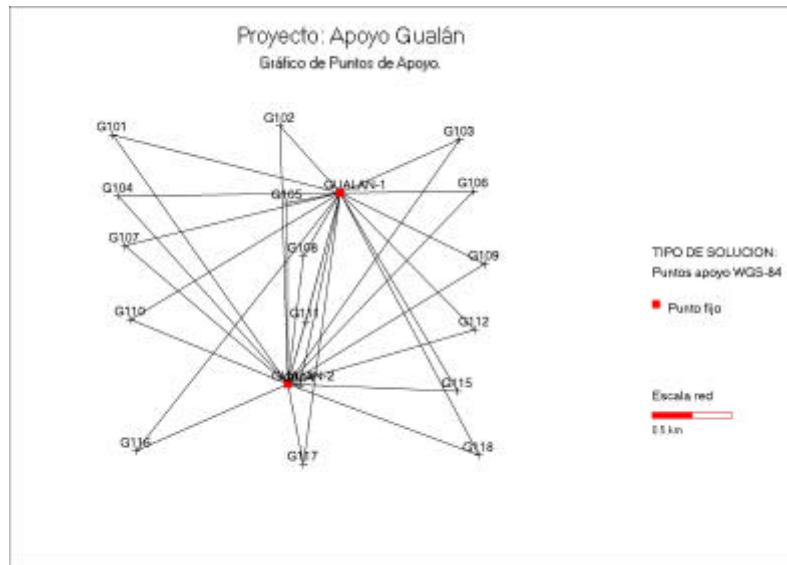 Proyecto: Apoyo Gualán
Gráfico de Puntos de Apoyo.
G102
G101
G103
GUALAN-1
G104
G105
G106
G107
G108
G109
TIPO DE SOLUCION:
Puntos apoyo WGS-84
Punto fijo
G110
G111
G112
GUALAN-2
G115
Escala red
0.5 km
G116
G117
G118